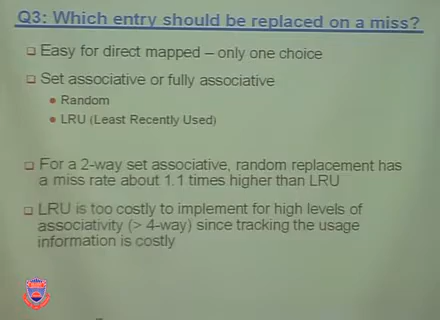 Q3: Which entry should be replaced on a miss?
Easy for direct mapped – only one choice
Set associative or fully associative
Random
LRU (Least Recently Used)
For a 2-way set associative, random replacement has
a miss rate about 1.1 times higher than LRU
LRU is too costly to implement for high levels of
associativity (> 4-way) since tracking the usage
information is costly